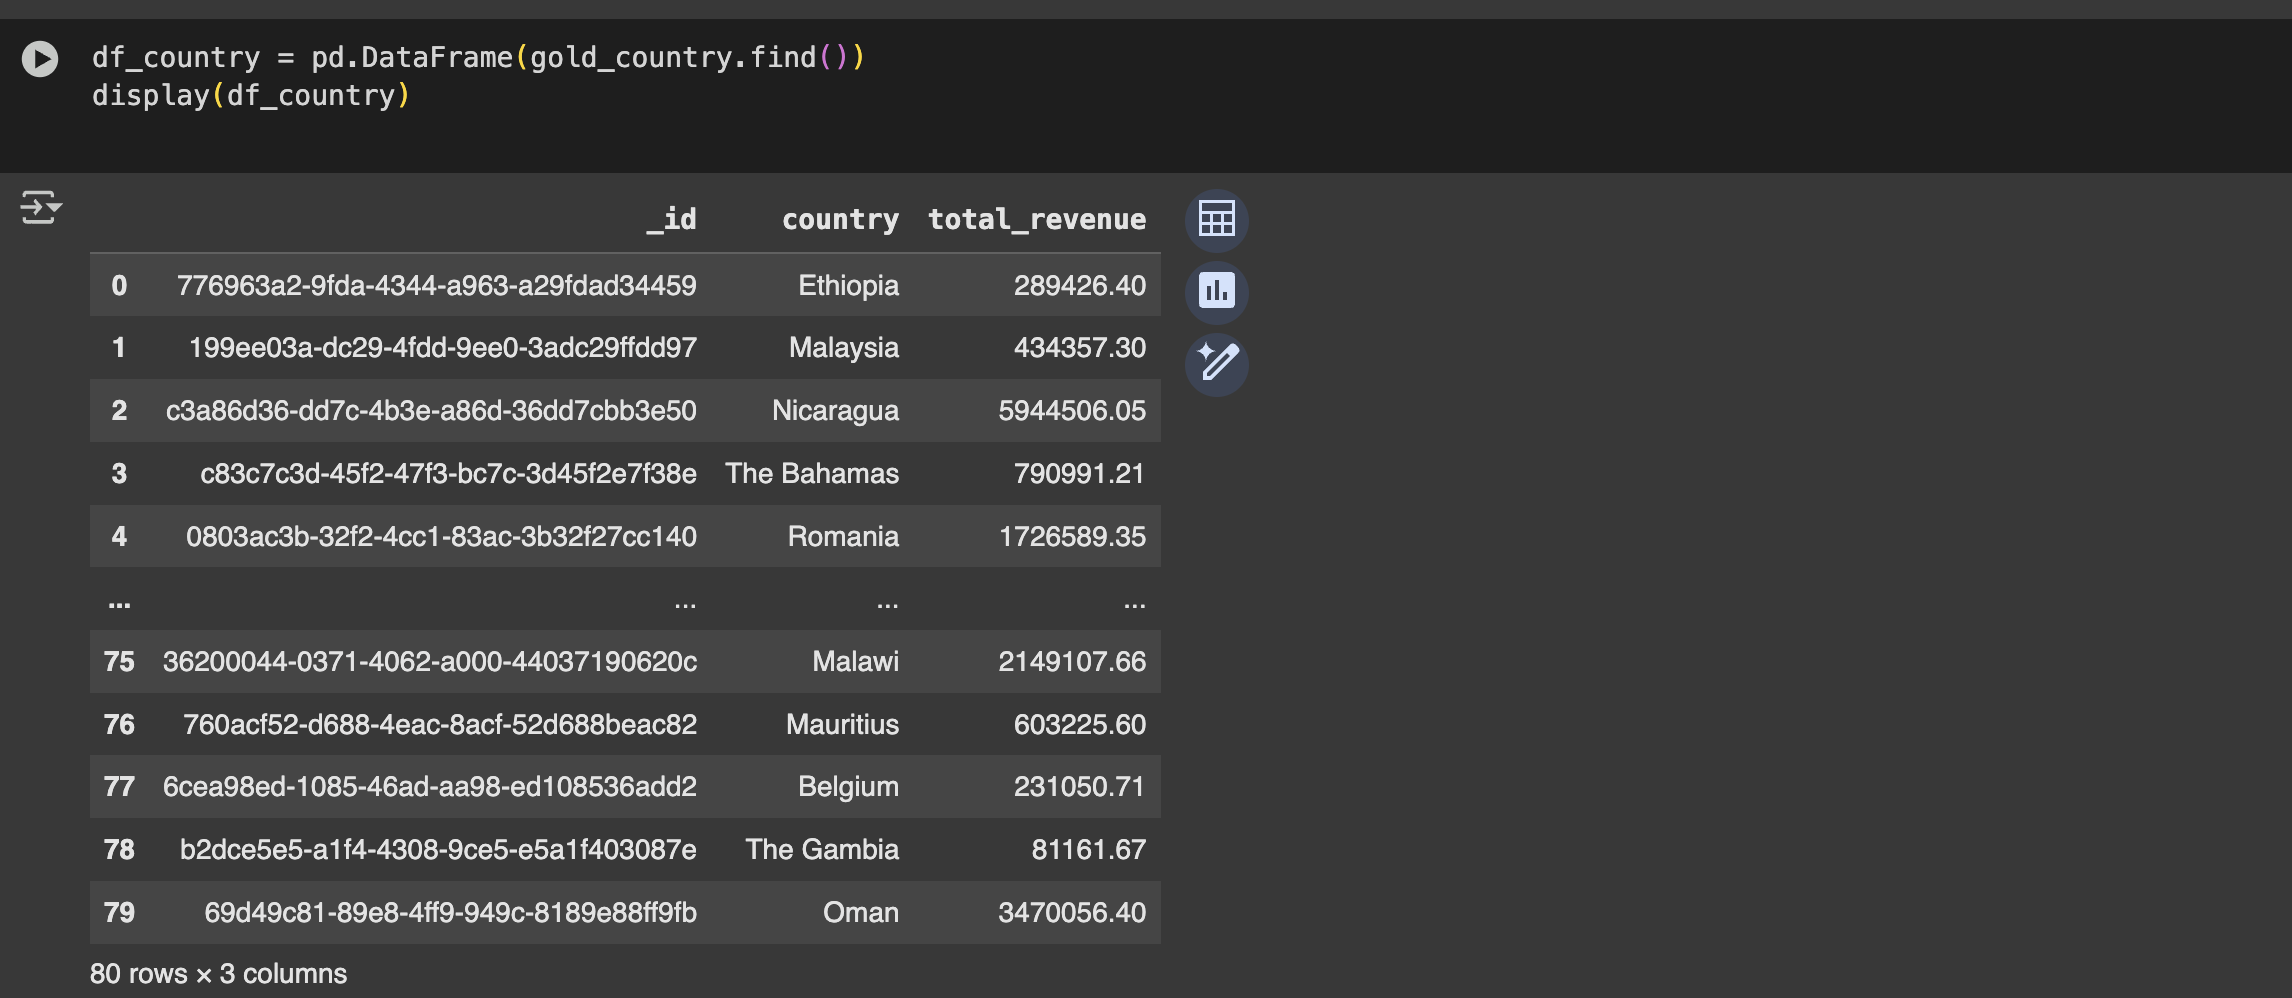 df_country = pd.DataFrame(gold_country.find())
display(df_country)
_id country total_revenue
0 776963a2-9fda-4344-a963-a29fdad34459 Ethiopia 289426.40
1 199ee03a-dc29-4fdd-9ee0-3adc29ffdd97 Malaysia 434357.30
2 c3a86d36-dd7c-4b3e-a86d-36dd7cbb3e50 Nicaragua 5944506.05
3 c83c7c3d-45f2-47f3-bc7c-3d45f2e7f38e The Bahamas 790991.21
4 0803ac3b-32f2-4cc1-83ac-3b32f27cc140 Romania 1726589.35
... ... ... ...
75 36200044-0371-4062-a000-44037190620c Malawi 2149107.66
76 760acf52-d688-4eac-8acf-52d688beac82 Mauritius 603225.60
77 6cea98ed-1085-46ad-aa98-ed108536add2 Belgium 231050.71
78 b2dce5e5-a1f4-4308-9ce5-e5a1f403087e The Gambia 81161.67
79 69d49c81-89e8-4ff9-949c-8189e88ff9fb Oman 3470056.40
80 rows × 3 columns